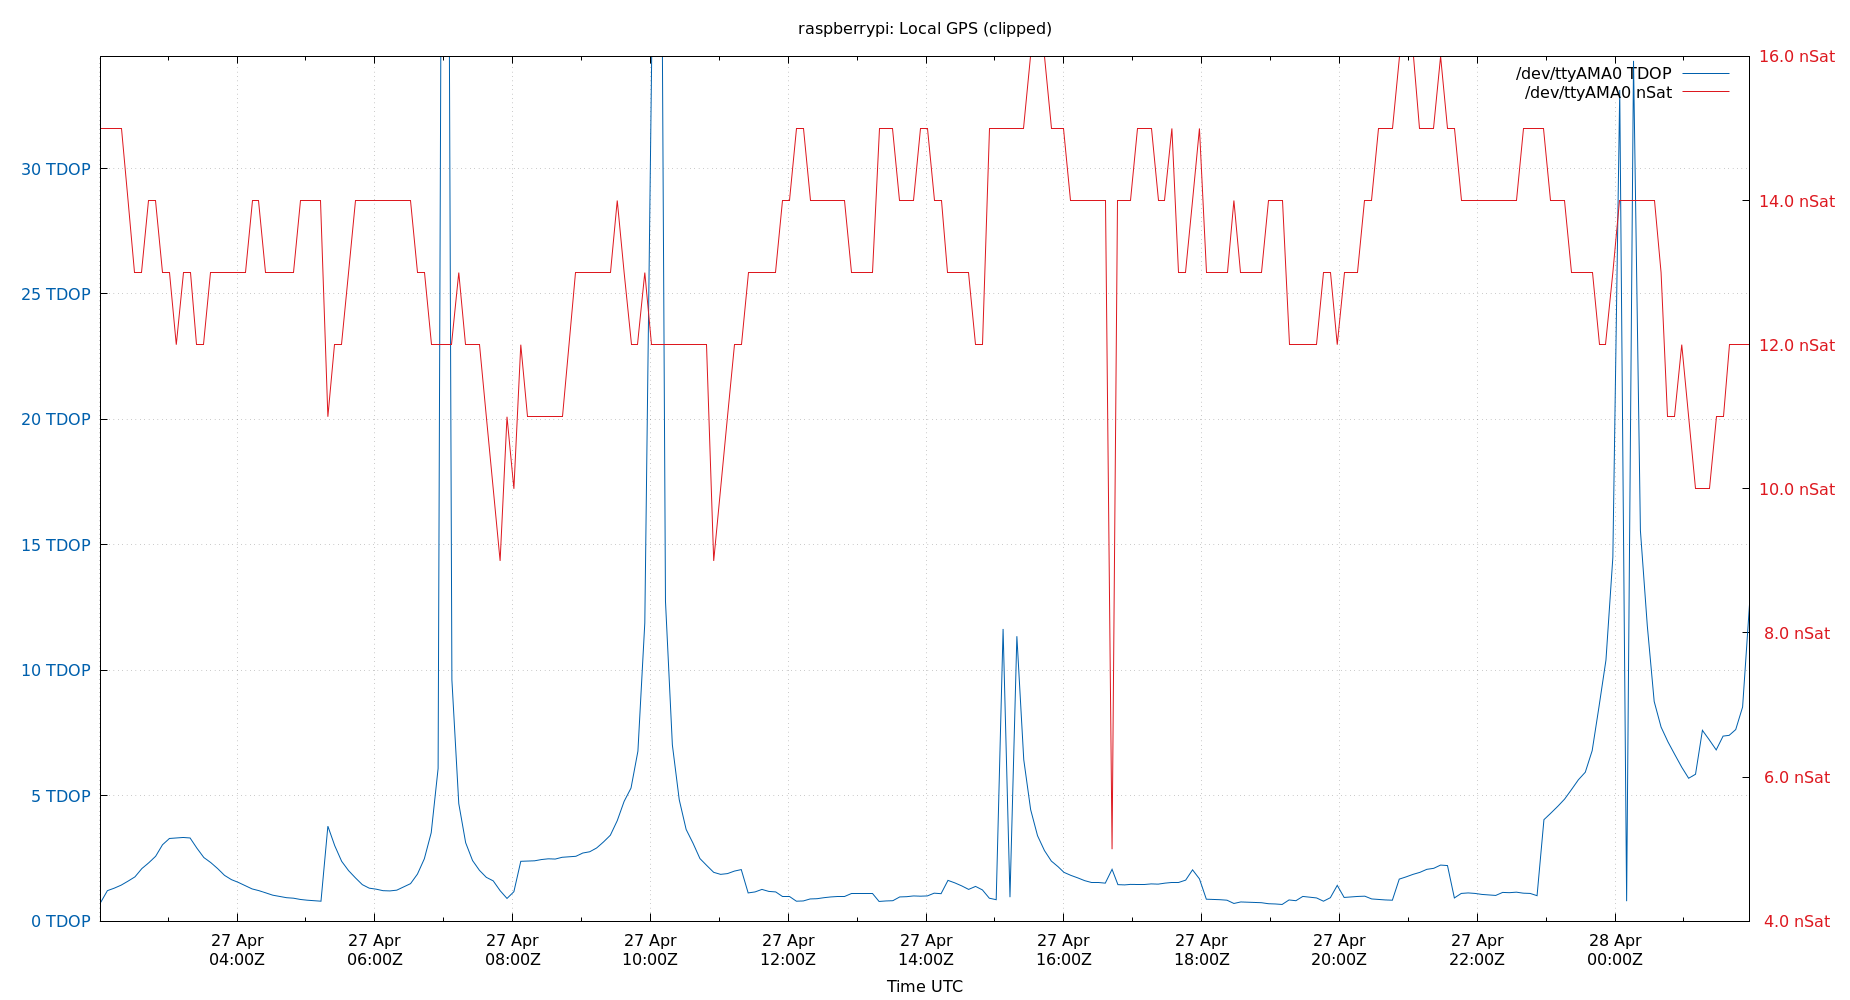 raspberrypi: Local GPS (clipped)
16.0 nSat
/dev/ttyAMA0 TDOP
/dev/ttyAMA0 nSat
30 TDOP
14.0 nSat
25 TDOP
12.0 nSat
20 TDOP
10.0 nSat
15 TDOP
8.0 nSat
10 TDOP
6.0 nSat
5 TDOP
0 TDOP
4.0 nSat
27 Apr 27 Apr 27 Apr 27 Apr 27 Apr 27 Apr 27 Apr 27 Apr 27 Apr 27 Apr 28 Apr
04:00Z 06:00Z 08:00Z 10:00Z 12:00Z 14:00Z 16:00Z 18:00Z 20:00Z 22:00Z 00:00Z
Time UTC